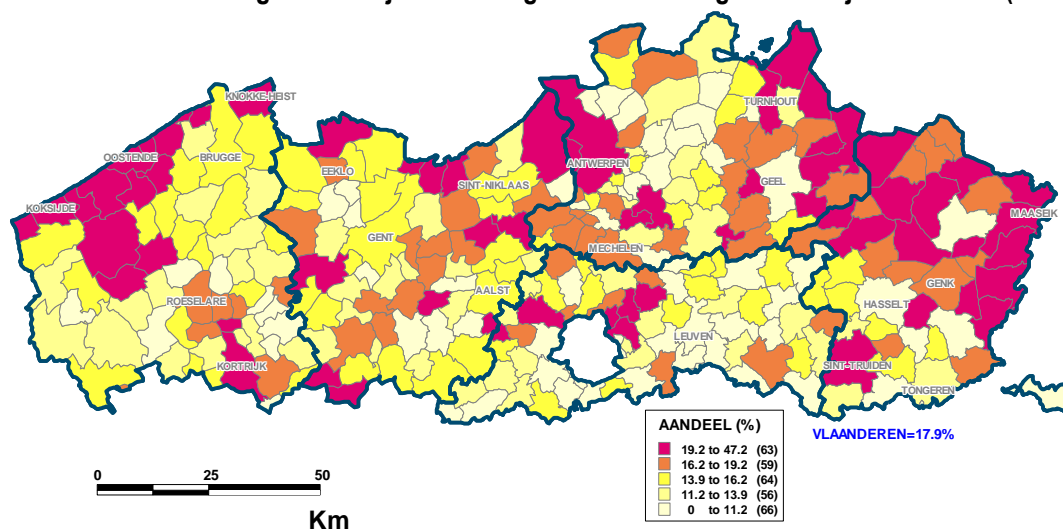 KNOKKE-HEIST
OOSTENDE
BRUGGE
KOKSIJDE
EEKLO
SINT-NIKLAAS
ANTWERPEN
TURNHOUT
GEEL
MAASEIK
GENT
MECHELEN
ROESELARE
AALST
GENK
HASSELT
KORTRIJK
LEUVEN
SINT-TRUIDEN
TONGEREN
VLAANDEREN=17.9%
AANDEEL (%)
19.2 to 47.2 (63)
16.2 to 19.2 (59)
13.9 to 16.2 (64)
11.2 to 13.9 (56)
0 to 11.2 (66)
0 25 50
Km